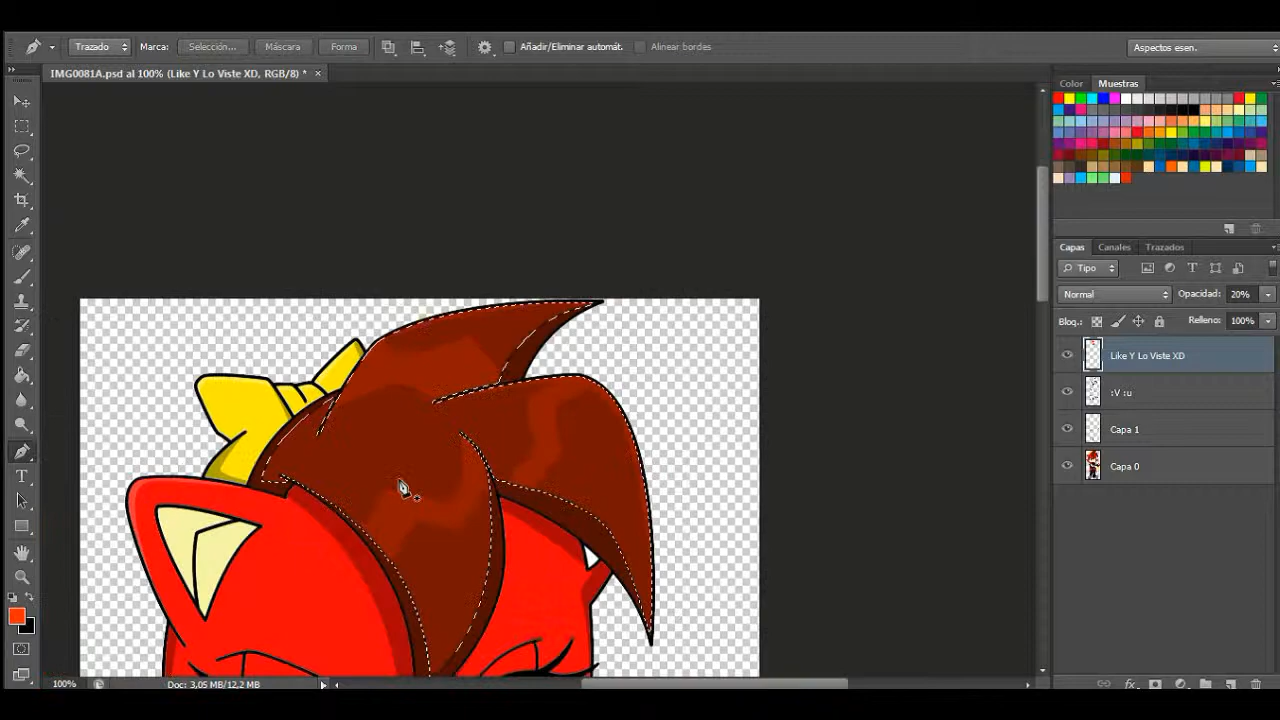 Trazado Marca: Selección... Máscara Forma Añadir/Eliminar automát. Alinear bordes Aspectos esen.
IMG0081A.psd al 100% (Like Y Lo Viste XD, RGB/8) * ×
Color Muestras
Capas Canales Trazados
Tipo
Normal Opacidad: 20%
Bloq.: Relleno: 100%
Like Y Lo Viste XD
:V :u
Capa 1
Capa 0
100% Doc: 3,05 MB/12,2 MB